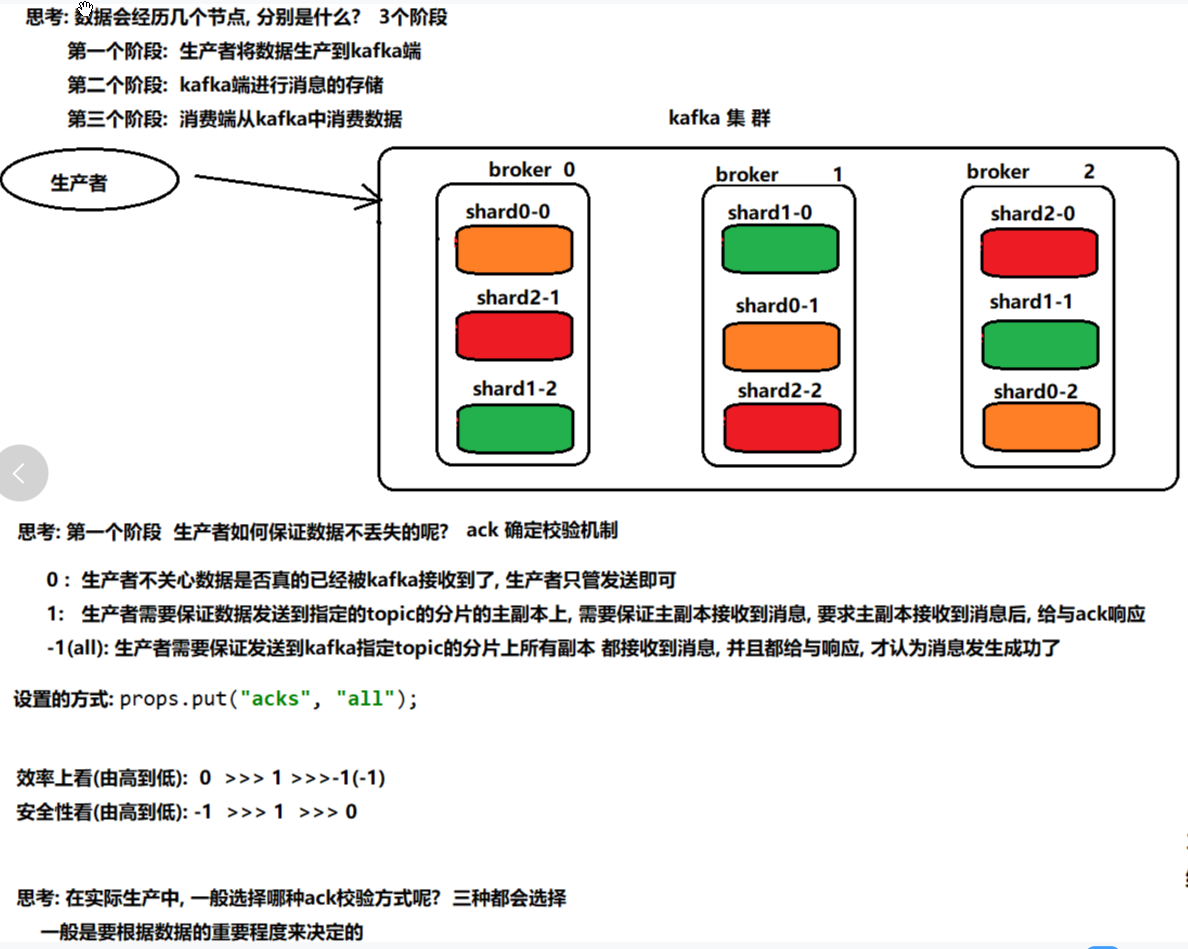 思考: 数据会经历几个节点, 分别是什么? 3个阶段
第一个阶段: 生产者将数据生产到kafka端
第二个阶段: kafka端进行消息的存储
第三个阶段: 消费端从kafka中消费数据
kafka 集 群
生产者
broker 0
broker 1
broker 2
shard0-0
shard1-0
shard2-0
shard2-1
shard0-1
shard1-1
shard1-2
shard2-2
shard0-2
思考: 第一个阶段 生产者如何保证数据不丢失的呢? ack 确定校验机制
0 : 生产者不关心数据是否真的已经被kafka接收到了, 生产者只管发送即可
1: 生产者需要保证数据发送到指定的topic的分片的主副本上, 需要保证主副本接收到消息, 要求主副本接收到消息后, 给与ack响应
-1(all): 生产者需要保证发送到kafka指定topic的分片上所有副本 都接收到消息, 并且都给与响应, 才认为消息发生成功了
设置的方式: props.put("acks", "all");
效率上看(由高到低): 0 >>> 1 >>>-1(-1)
安全性看(由高到低): -1 >>> 1 >>> 0
思考: 在实际生产中, 一般选择哪种ack校验方式呢? 三种都会选择
一般是要根据数据的重要程度来决定的